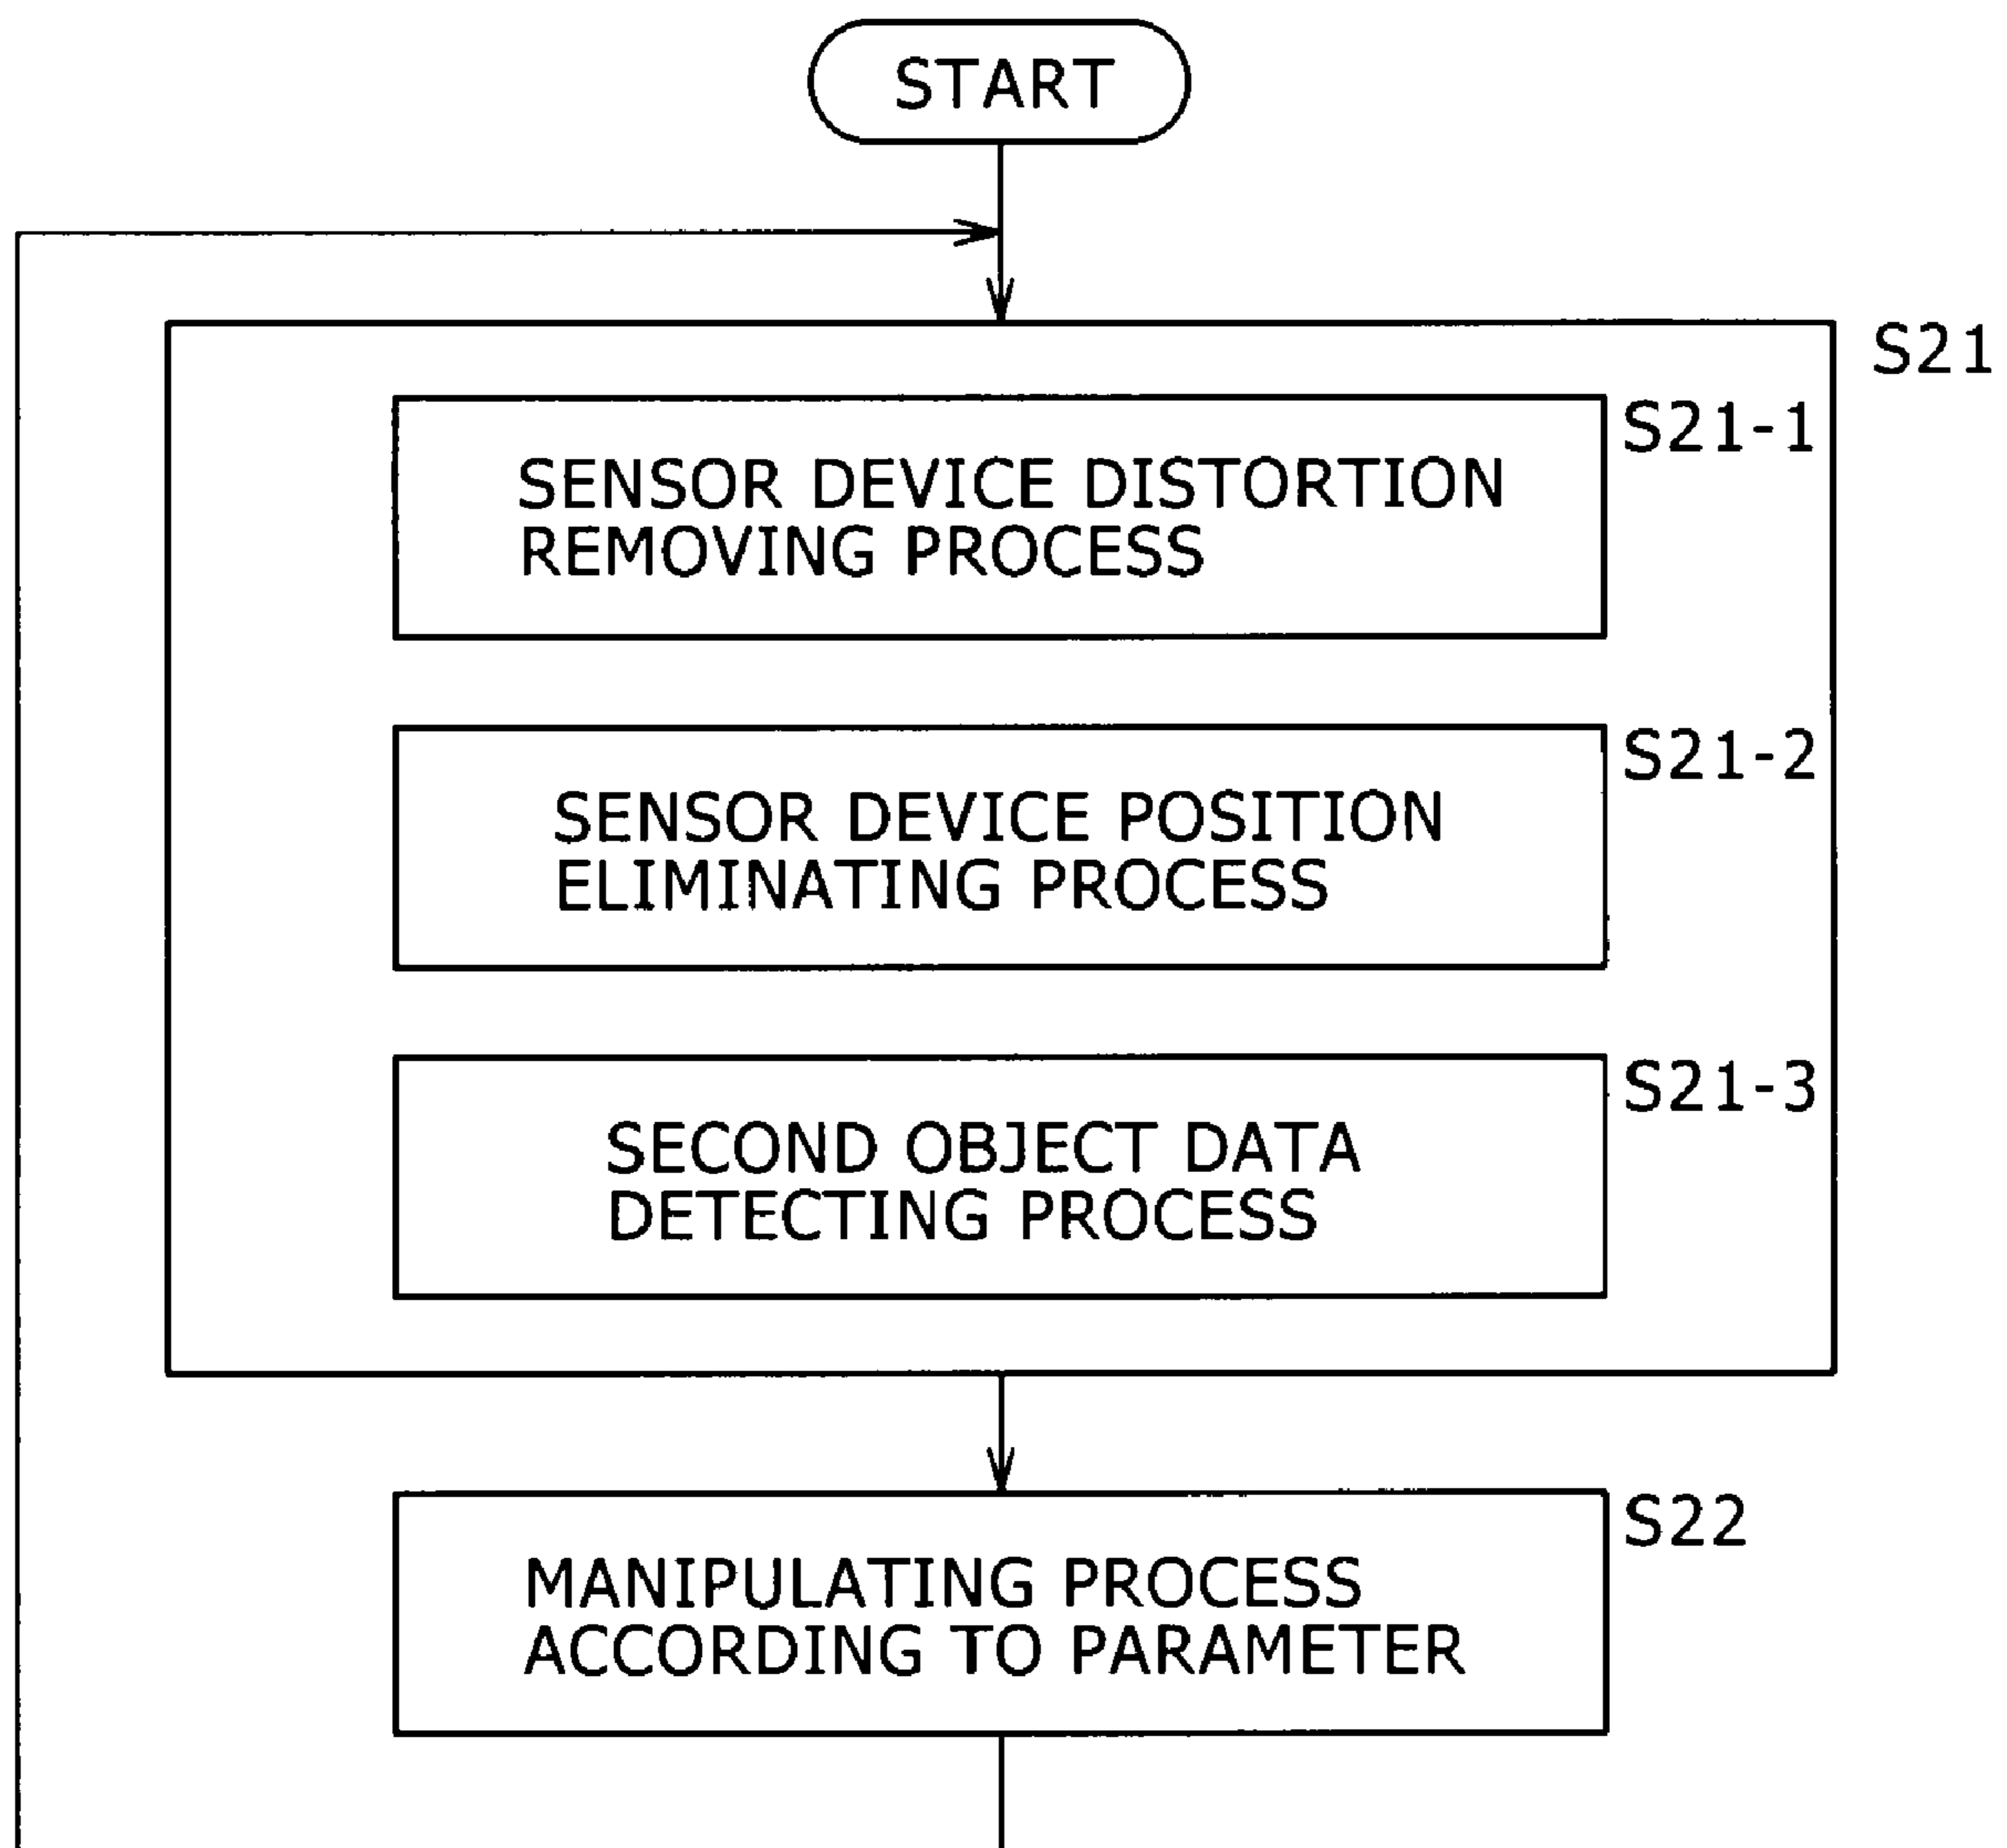 START
S21
S21-1
SENSOR DEVICE DISTORTION
REMOVING PROCESS
S21-2
SENSOR DEVICE POSITION
ELIMINATING PROCESS
S21-3
SECOND OBJECT DATA
DETECTING PROCESS
S22
MANIPULATING PROCESS
ACCORDING TO PARAMETER